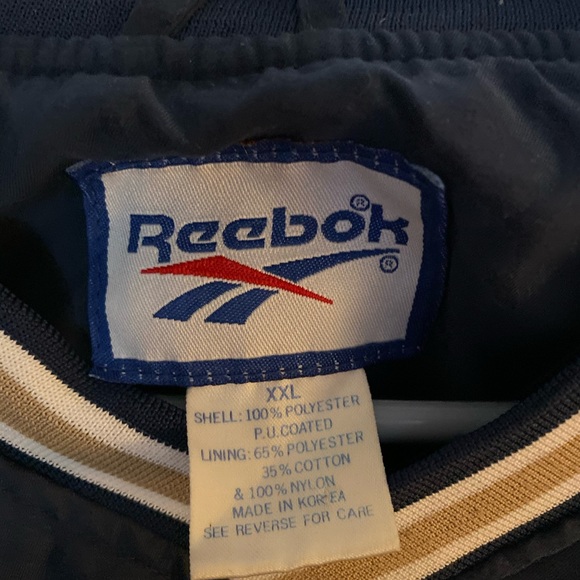 Reebok®
®
XXL
SHELL: 100% POLYESTER
P.U.COATED
LINING: 65% POLYESTER
35% COTTON
& 100% NYLON
MADE IN KOREA
SEE REVERSE FOR CARE